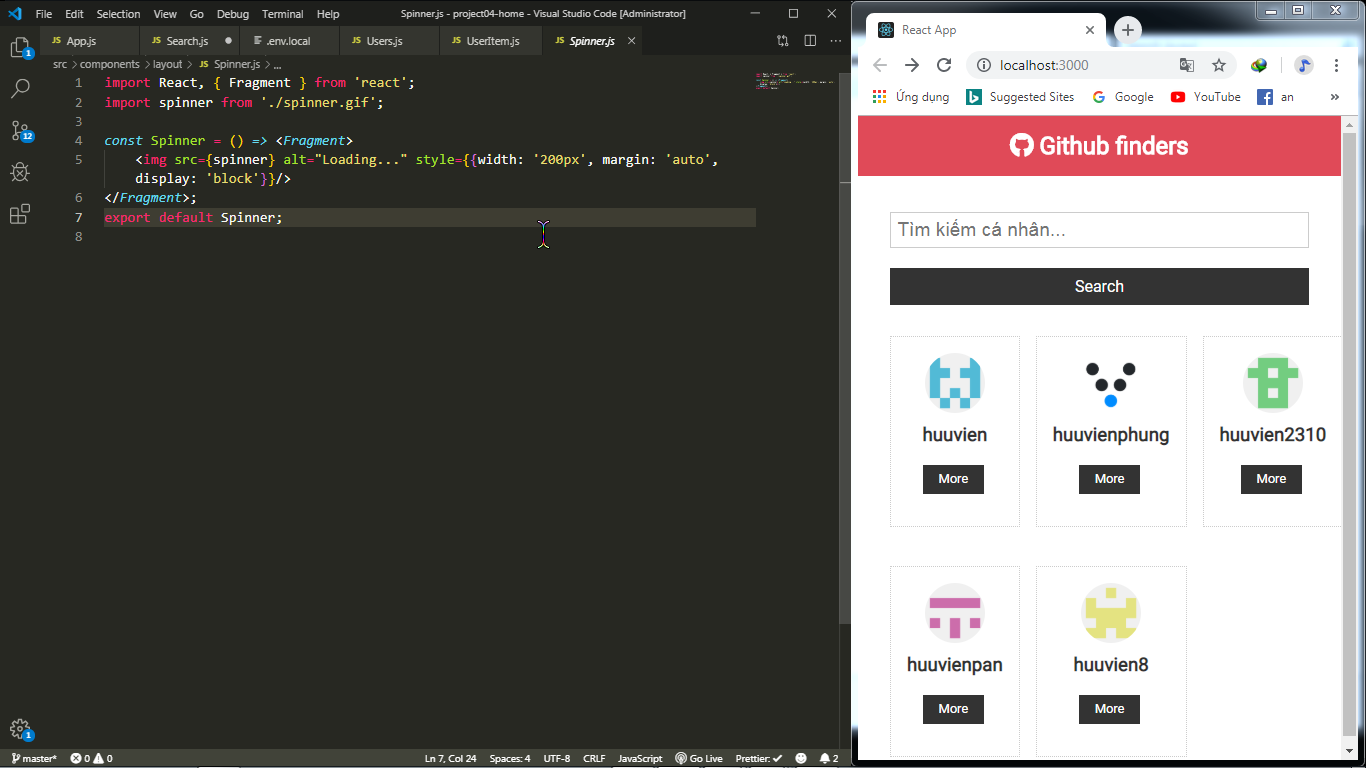 File Edit Selection View Go Debug Terminal Help Spinner.js - project04-home - Visual Studio Code [Administrator]
JS App.js JS Search.js .env.local JS Users.js JS UserItem.js JS Spinner.js
src > components > layout > JS Spinner.js > ...
1 import React, { Fragment } from 'react';
2 import spinner from './spinner.gif';
3
4 const Spinner = () => <Fragment>
5 <img src={spinner} alt="Loading..." style={{width: '200px', margin: 'auto',
display: 'block'}}/>
6 </Fragment>;
7 export default Spinner;
8
1
12
1
master* 0 0 Ln 7, Col 24 Spaces: 4 UTF-8 CRLF JavaScript Go Live Prettier: ✓ 2
React App
localhost:3000
Ứng dụng Suggested Sites Google YouTube an »
Github finders
Tìm kiếm cá nhân...
Search
huuvien huuvienphung huuvien2310
More More More
huuvienpan huuvien8
More More